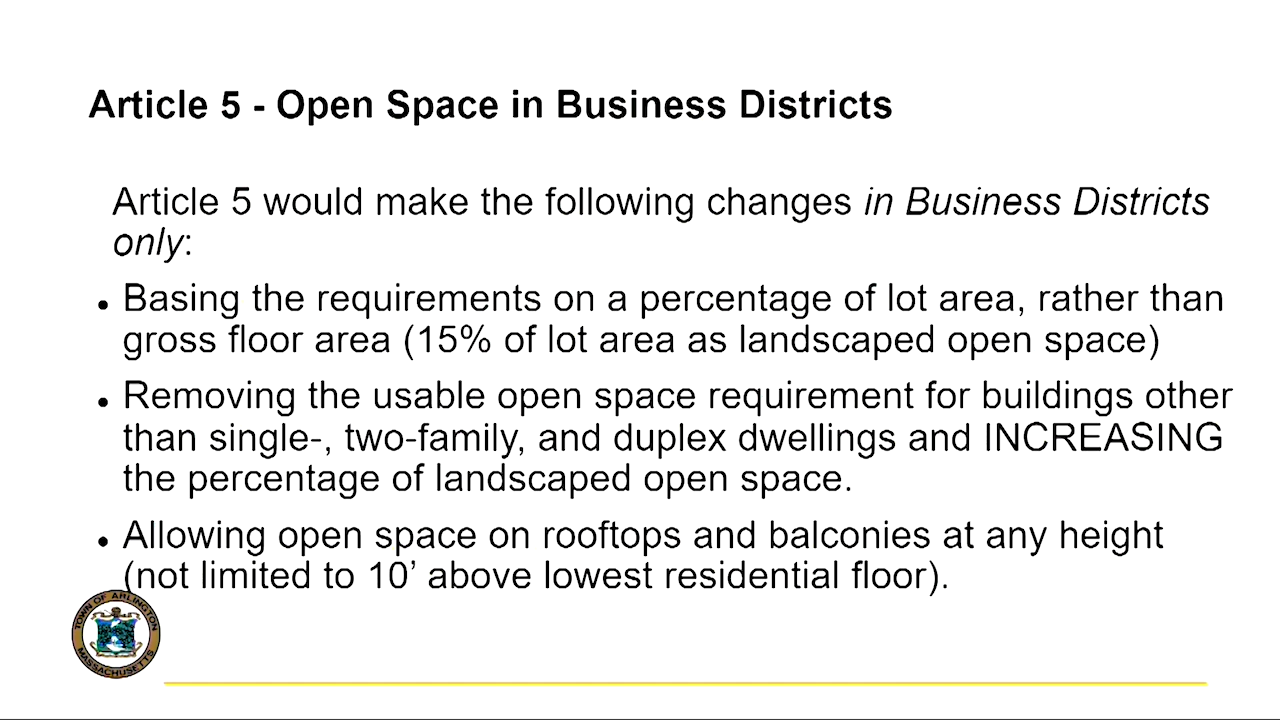 Article 5 - Open Space in Business Districts
Article 5 would make the following changes in Business Districts
only:
• Basing the requirements on a percentage of lot area, rather than
gross floor area (15% of lot area as landscaped open space)
• Removing the usable open space requirement for buildings other
than single-, two-family, and duplex dwellings and INCREASING
the percentage of landscaped open space.
• Allowing open space on rooftops and balconies at any height
(not limited to 10’ above lowest residential floor).
TOWN OF ARLINGTON
MASSACHUSETTS